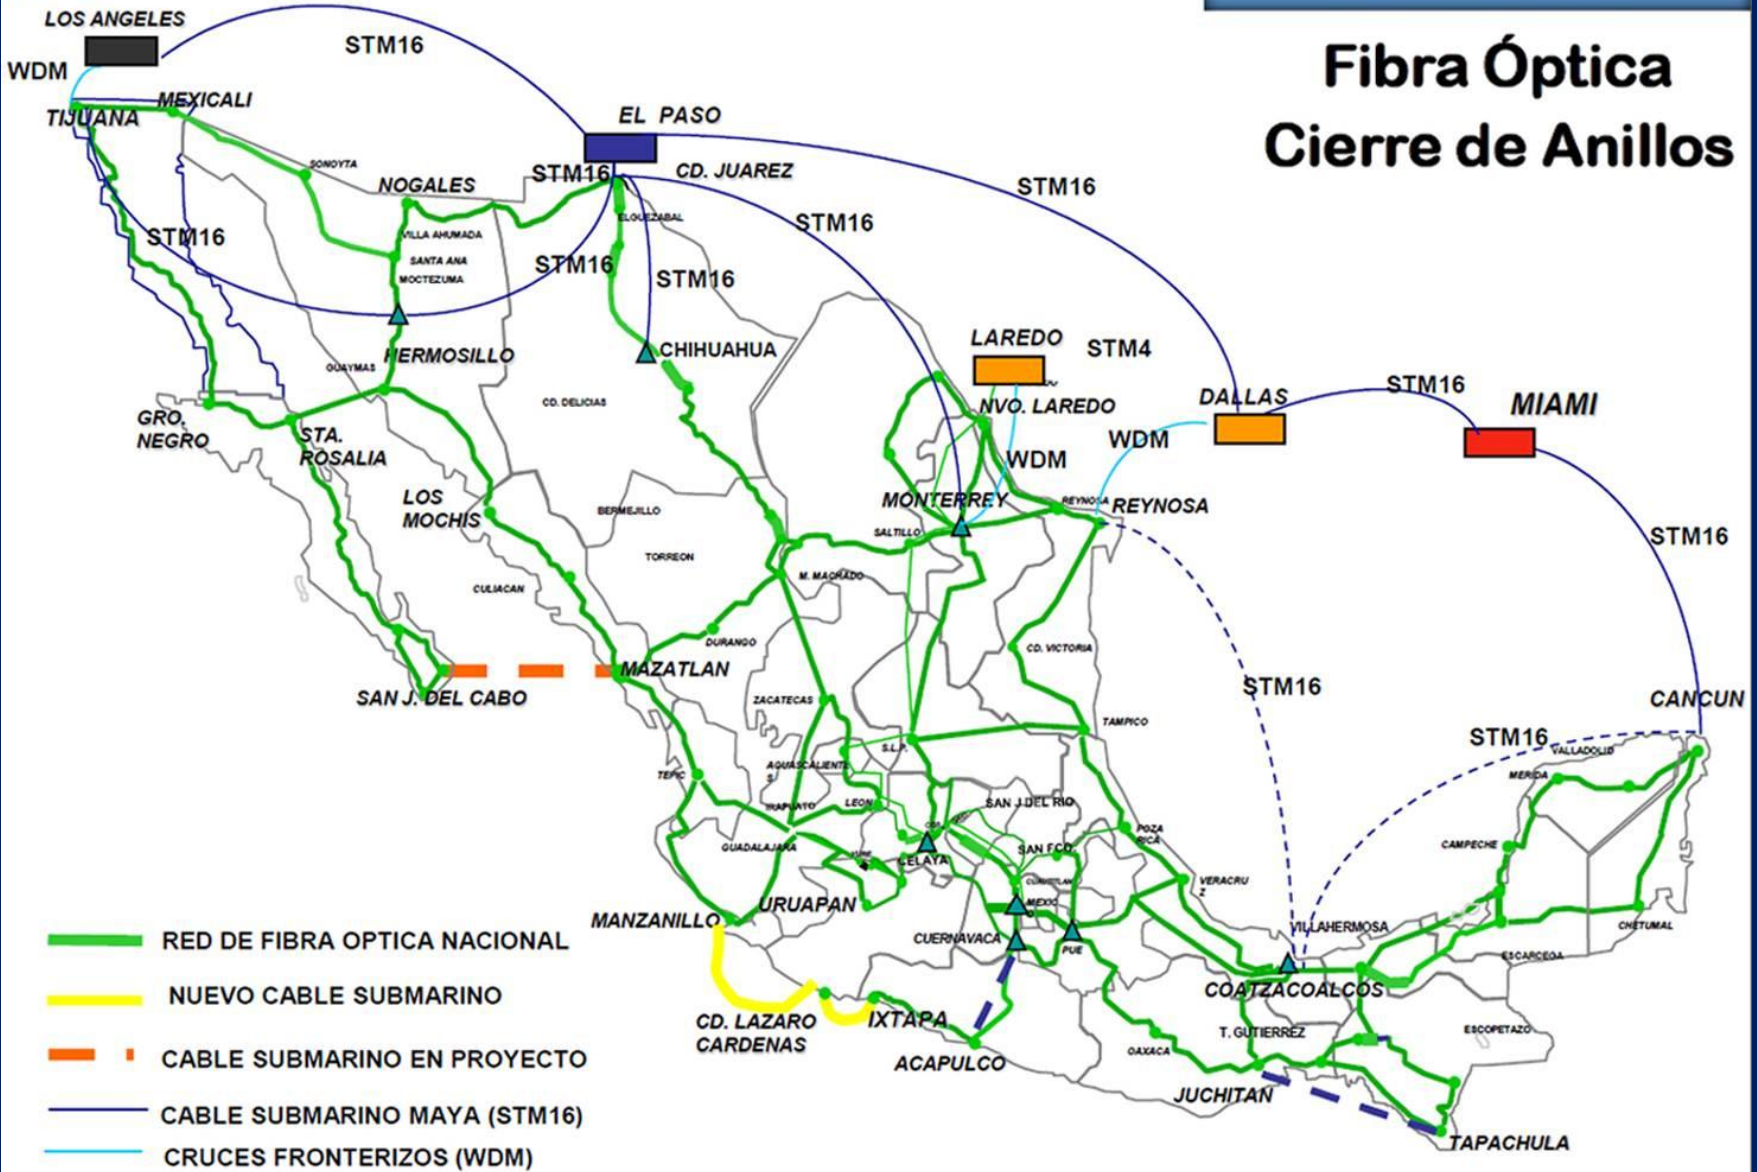 LOS ANGELES
STM16
WDM
Fibra Óptica
Cierre de Anillos
MEXICALI
TIJUANA
EL PASO
SONOYTA
NOGALES
STM16
CD. JUAREZ
STM16
ELGUEZABAL
STM16
STM16
VILLA AHUMADA
SANTA ANA
MOCTEZUMA
STM16
STM16
LAREDO
STM4
HERMOSILLO
CHIHUAHUA
GUAYMAS
STM16
DALLAS
MIAMI
CD. DELICIAS
NVO. LAREDO
GRO.
NEGRO
STA.
ROSALIA
WDM
WDM
LOS
MOCHIS
MONTERREY
REYNOSA
REYNOSA
BERMEJILLO
SALTILLO
STM16
TORREON
M. MACHADO
CULIACAN
DURANGO
CD. VICTORIA
MAZATLAN
SAN J. DEL CABO
STM16
ZACATECAS
CANCUN
TAMPICO
S.L.P.
STM16
VALLADOLID
TEPIC
AGUASCALIENTE
S
MERIDA
IRAPUATO
LEON
SAN J DEL RIO
POZA
RICA
GUADALAJARA
CELAYA
SAN FCO.
CAMPECHE
VERACRU
Z
URUAPAN
MEXIC
O
MANZANILLO
VILLAHERMOSA
CHETUMAL
CUERNAVACA
PUE
RED DE FIBRA OPTICA NACIONAL
ESCARCEGA
COATZACOALCOS
NUEVO CABLE SUBMARINO
CD. LAZARO
CARDENAS
IXTAPA
T. GUTIERREZ
ESCOPETAZO
CABLE SUBMARINO EN PROYECTO
ACAPULCO
OAXACA
JUCHITAN
CABLE SUBMARINO MAYA (STM16)
TAPACHULA
CRUCES FRONTERIZOS (WDM)